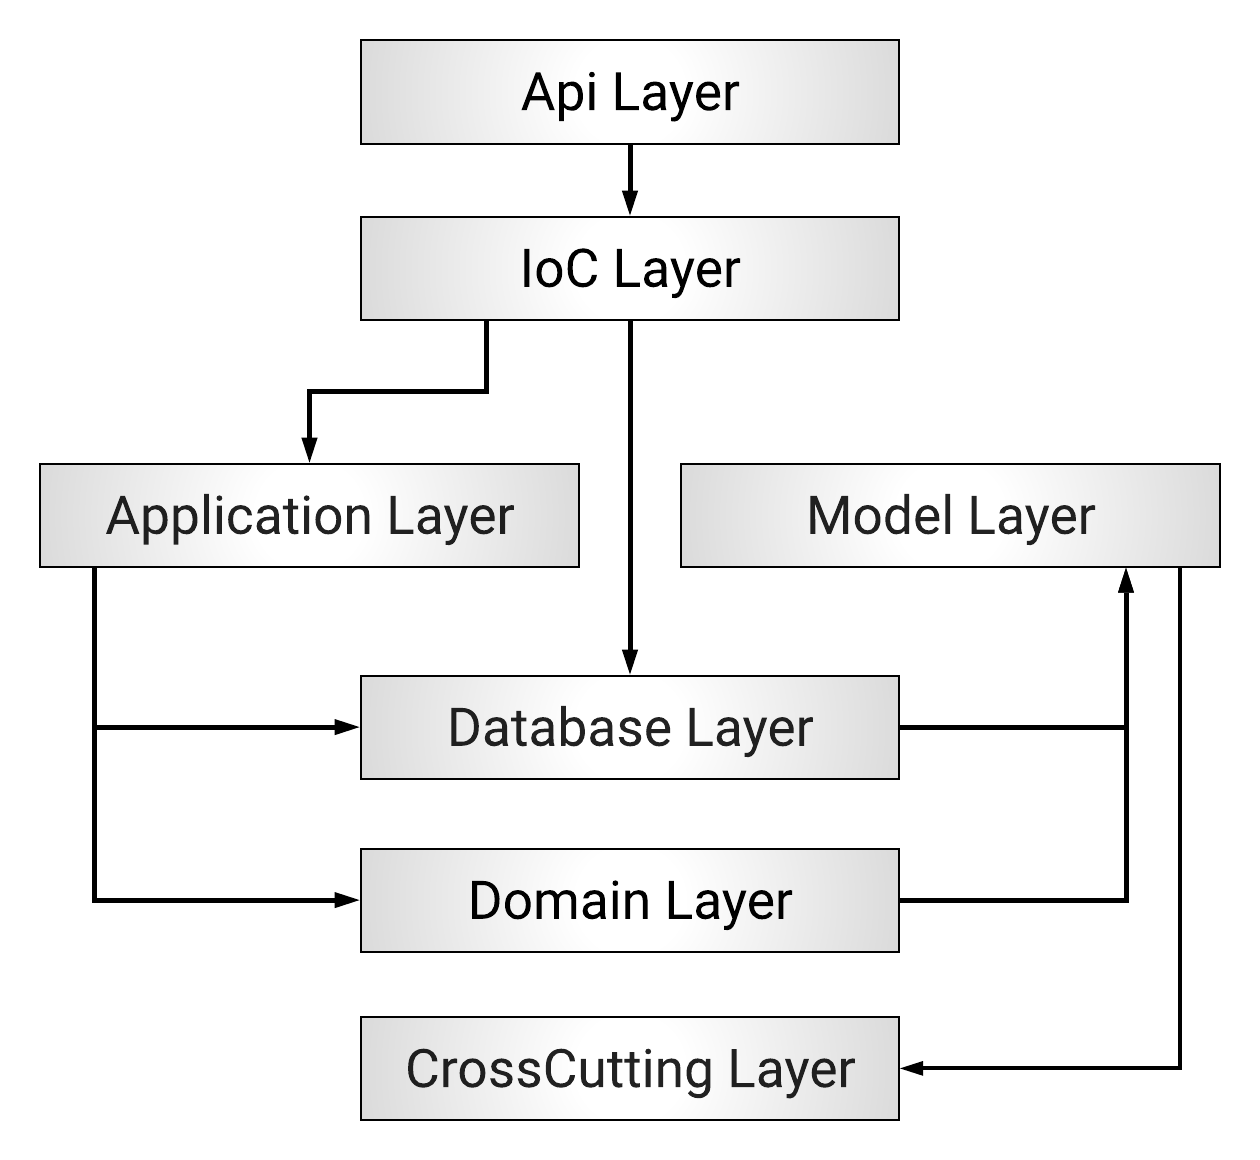 Api Layer
IoC Layer
Application Layer
Model Layer
Database Layer
Domain Layer
CrossCutting Layer